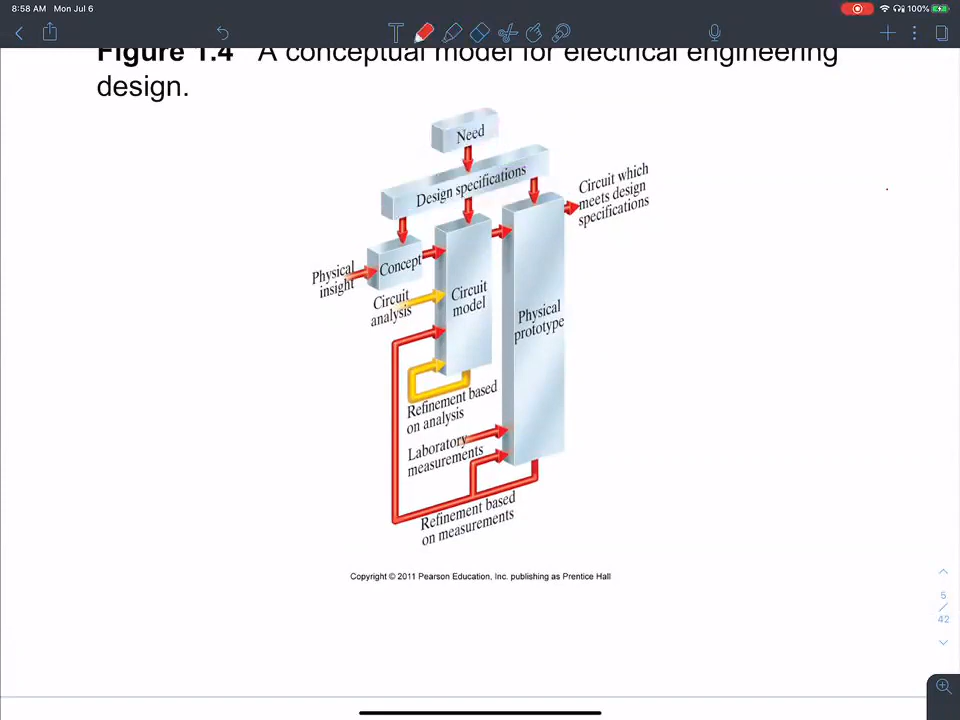 8:58 AM Mon Jul 6
100%
Figure 1.4 A conceptual model for electrical engineering
design.
Need
Design specifications
Circuit which
meets design
specifications
Concept
Physical
insight
Circuit
analysis
Circuit
model
Physical
prototype
Refinement based
on analysis
Laboratory
measurements
Refinement based
on measurements
Copyright © 2011 Pearson Education, Inc. publishing as Prentice Hall
5
/
42